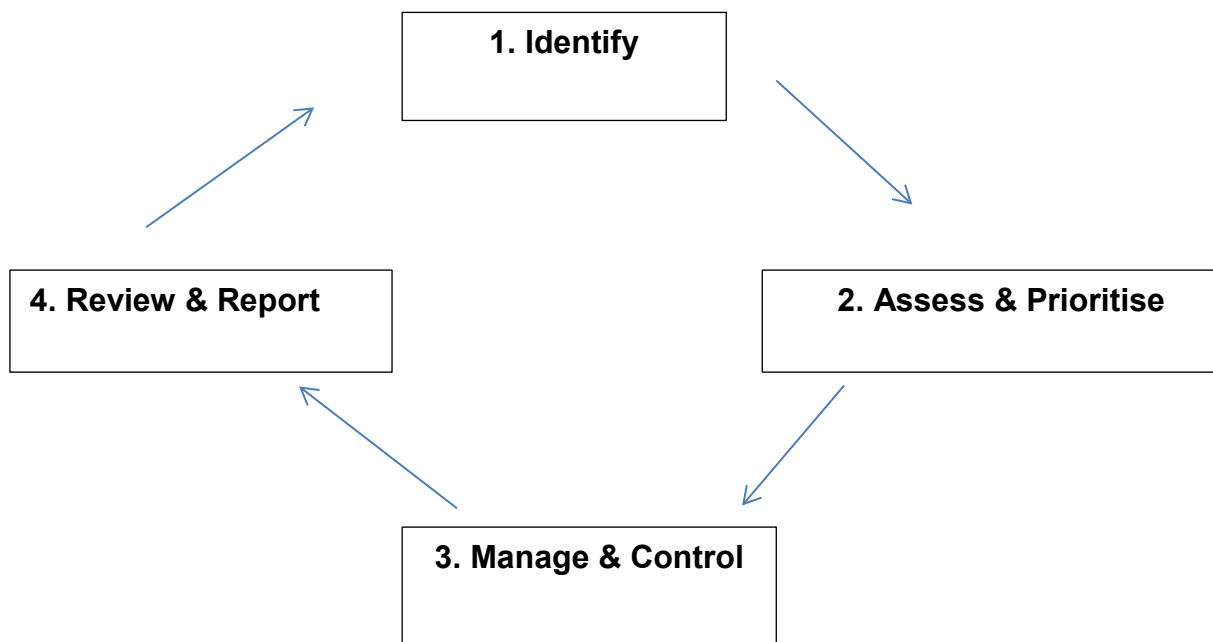 1. Identify
4. Review & Report
2. Assess & Prioritise
3. Manage & Control